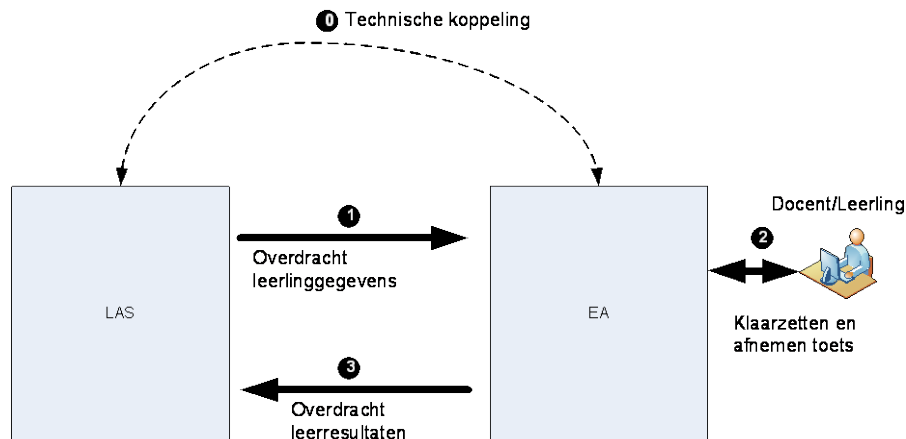 0 Technische koppeling
1
Overdracht
leerlinggegevens
Docent/Leerling
2
LAS
EA
Klaarzetten en
afnemen toets
3
Overdracht
leerresultaten